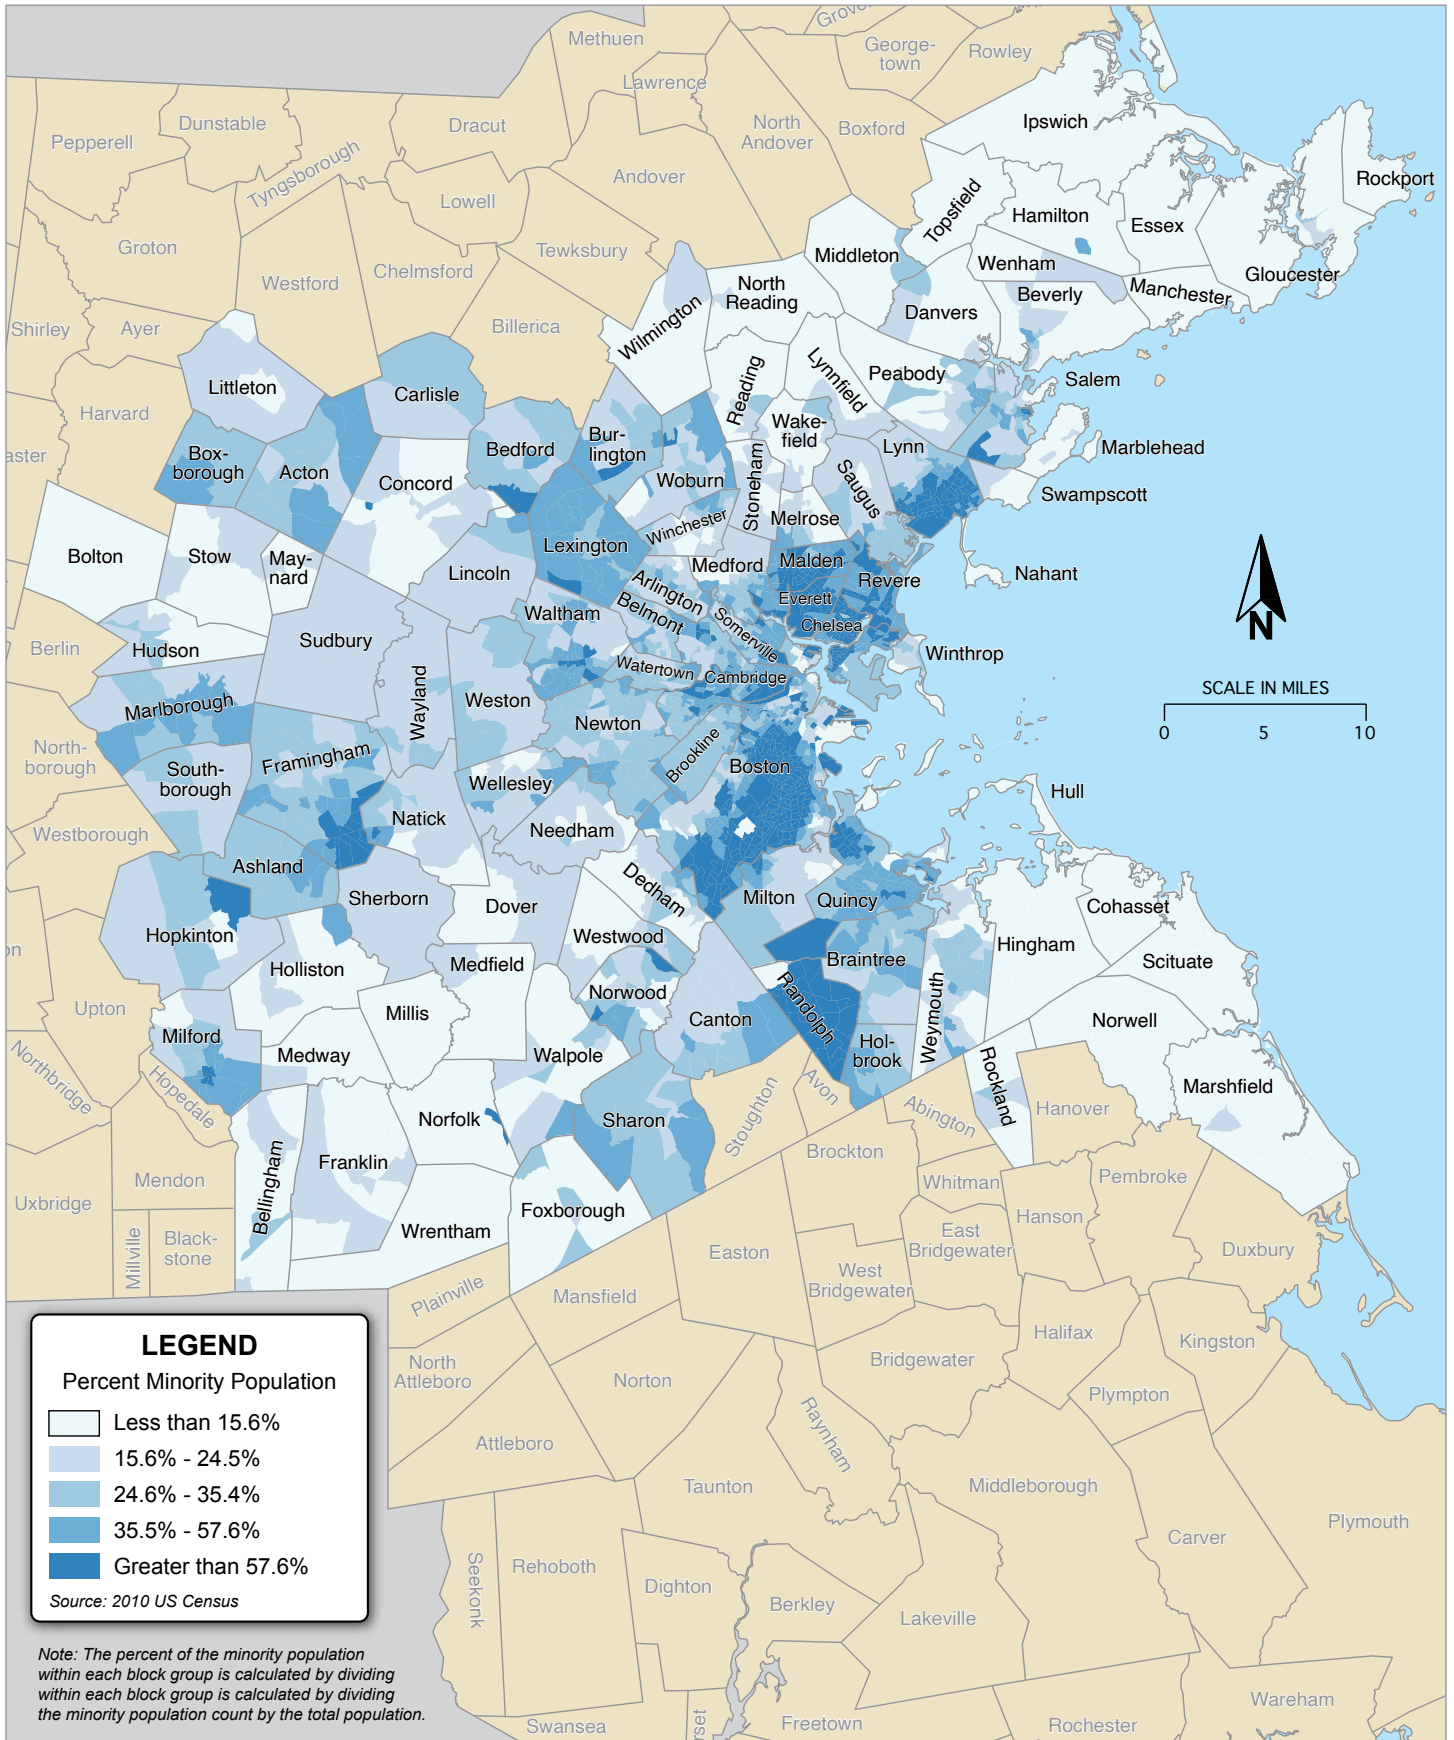 Methuen
Lawrence
George-
town
Rowley
Pepperell
Dunstable
Dracut
North
Andover
Boxford
Ipswich
Tyngsborough
Andover
Lowell
Rockport
Topsfield
Hamilton
Essex
Groton
Westford
Chelmsford
Tewksbury
Middleton
Wenham
Gloucester
Shirley
Ayer
Billerica
North
Reading
Wilmington
Danvers
Beverly
Manchester
Harvard
Littleton
Carlisle
Reading
Lynnfield
Peabody
Salem
Box-
borough
Acton
Concord
Bedford
Bur-
lington
Woburn
Stoneham
Wake-
field
Saugus
Lynn
Marblehead
Swampscott
Bolton
Stow
May-
nard
Lincoln
Lexington
Winchester
Melrose
Medford
Malden
Revere
Nahant
Arlington
Everett
Chelsea
Waltham
Belmont
Somerville
Berlin
Hudson
Sudbury
Wayland
Weston
Watertown
Cambridge
Winthrop
N
SCALE IN MILES
0
5
10
Marlborough
Newton
North-
borough
South-
borough
Framingham
Wellesley
Brookline
Boston
Hull
Westborough
Natick
Needham
Ashland
Sherborn
Dover
Dedham
Milton
Quincy
Cohasset
Hopkinton
Holliston
Medfield
Westwood
Braintree
Hingham
Scituate
Upton
Milford
Millis
Norwood
Canton
Randolph
Hol-
brook
Weymouth
Norwell
Northbridge
Hopedale
Medway
Walpole
Rockland
Marshfield
Norfolk
Sharon
Stoughton
Avon
Abington
Hanover
Mendon
Bellingham
Franklin
Brockton
Whitman
Pembroke
Uxbridge
Millville
Black-
stone
Wrentham
Foxborough
Easton
West
Bridgewater
East
Bridgewater
Hanson
Duxbury
Plainville
Mansfield
Halifax
Kingston
North
Attleboro
Norton
Bridgewater
Plympton
Attleboro
Raynham
Taunton
Middleborough
Carver
Plymouth
Seekonk
Rehoboth
Dighton
Berkley
Lakeville
Swansea
Freetown
Rochester
Wareham
LEGEND
Percent Minority Population
Less than 15.6%
15.6% - 24.5%
24.6% - 35.4%
35.5% - 57.6%
Greater than 57.6%
Source: 2010 US Census
Note: The percent of the minority population
within each block group is calculated by dividing
within each block group is calculated by dividing
the minority population count by the total population.